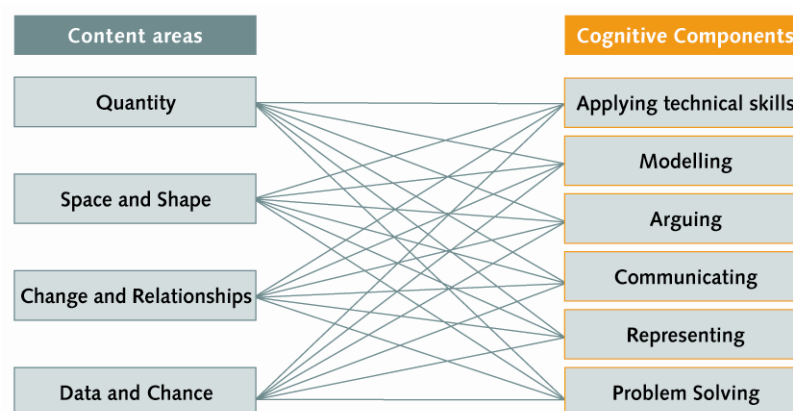 Content areas
Cognitive Components
Quantity
Applying technical skills
Modelling
Space and Shape
Arguing
Communicating
Change and Relationships
Representing
Data and Chance
Problem Solving